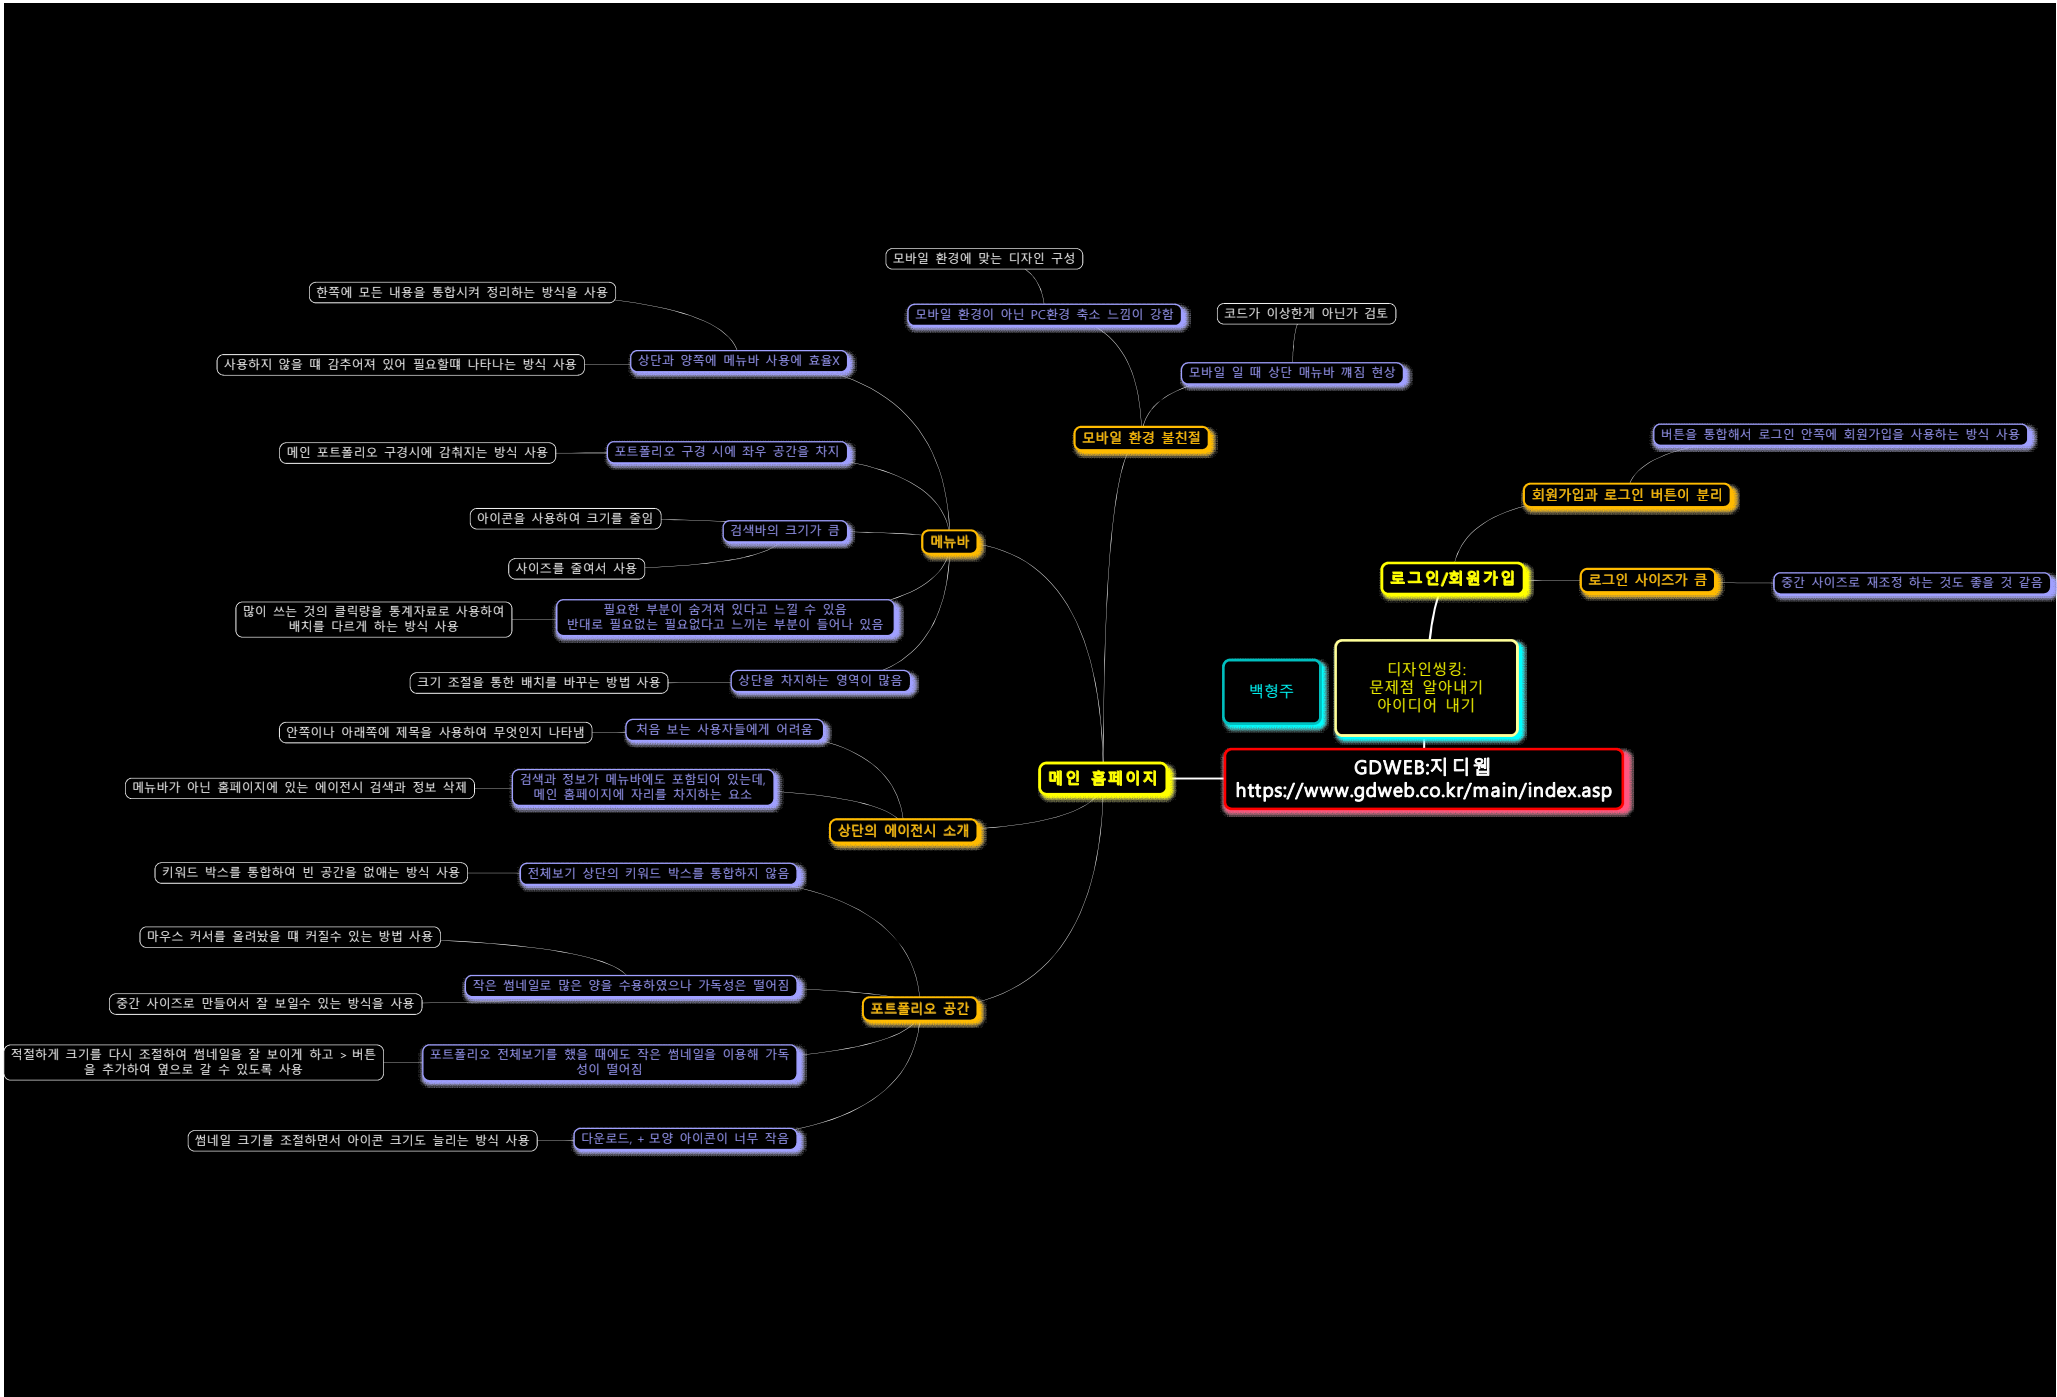 GDWEB:지디웹
https://www.gdweb.co.kr/main/index.asp
디자인씽킹:
문제점 알아내기
아이디어 내기
백형주
로그인/회원가입
회원가입과 로그인 버튼이 분리
버튼을 통합해서 로그인 안쪽에 회원가입을 사용하는 방식 사용
로그인 사이즈가 큼
중간 사이즈로 재조정 하는 것도 좋을 것 같음
메인 홈페이지
모바일 환경 불친절
모바일 환경이 아닌 PC환경 축소 느낌이 강함
모바일 환경에 맞는 디자인 구성
모바일 일 때 상단 매뉴바 깨짐 현상
코드가 이상한게 아닌가 검토
메뉴바
상단과 양쪽에 메뉴바 사용에 효율X
한쪽에 모든 내용을 통합시켜 정리하는 방식을 사용
사용하지 않을 때 감추어져 있어 필요할때 나타나는 방식 사용
포트폴리오 구경 시에 좌우 공간을 차지
메인 포트폴리오 구경시에 감춰지는 방식 사용
검색바의 크기가 큼
아이콘을 사용하여 크기를 줄임
사이즈를 줄여서 사용
필요한 부분이 숨겨져 있다고 느낄 수 있음
반대로 필요없는 필요없다고 느끼는 부분이 들어나 있음
많이 쓰는 것의 클릭량을 통계자료로 사용하여
배치를 다르게 하는 방식 사용
상단을 차지하는 영역이 많음
크기 조절을 통한 배치를 바꾸는 방법 사용
상단의 에이전시 소개
처음 보는 사용자들에게 어려움
안쪽이나 아래쪽에 제목을 사용하여 무엇인지 나타냄
검색과 정보가 메뉴바에도 포함되어 있는데,
메인 홈페이지에 자리를 차지하는 요소
메뉴바가 아닌 홈페이지에 있는 에이전시 검색과 정보 삭제
포트폴리오 공간
전체보기 상단의 키워드 박스를 통합하지 않음
키워드 박스를 통합하여 빈 공간을 없애는 방식 사용
작은 썸네일로 많은 양을 수용하였으나 가독성은 떨어짐
마우스 커서를 올려놨을 떄 커질수 있는 방법 사용
중간 사이즈로 만들어서 잘 보일수 있는 방식을 사용
포트폴리오 전체보기를 했을 때에도 작은 썸네일을 이용해 가독
성이 떨어짐
적절하게 크기를 다시 조절하여 썸네일을 잘 보이게 하고 > 버튼
을 추가하여 옆으로 갈 수 있도록 사용
다운로드, + 모양 아이콘이 너무 작음
썸네일 크기를 조절하면서 아이콘 크기도 늘리는 방식 사용